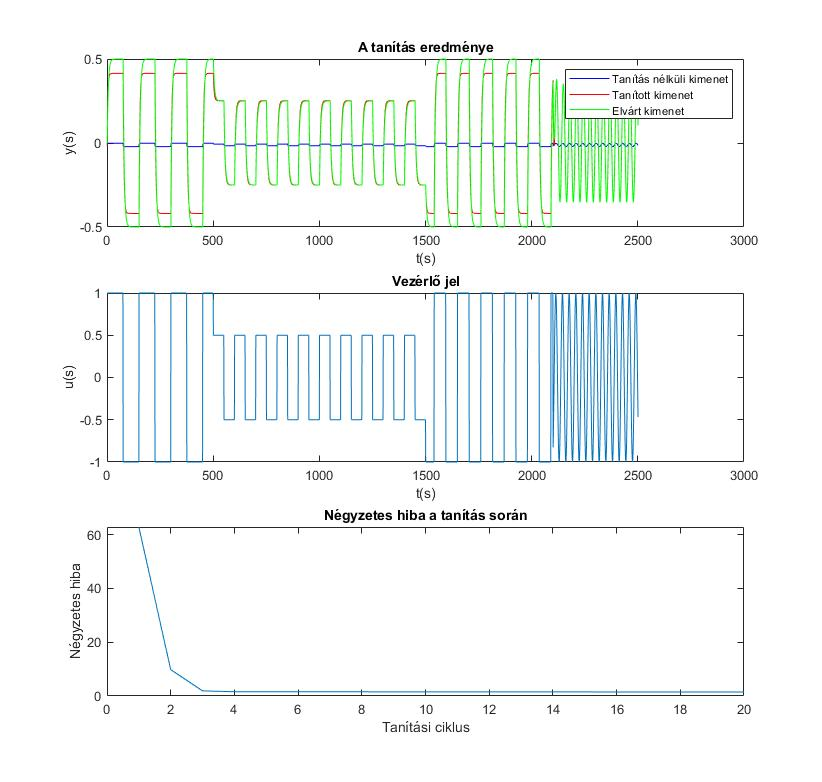 A tanítás eredménye
0.5
0
-0.5
y(s)
Tanítás nélküli kimenet
Tanított kimenet
Elvárt kimenet
0 500 1000 1500 2000 2500 3000
t(s)
Vezérlő jel
1
0.5
0
-0.5
-1
u(s)
0 500 1000 1500 2000 2500 3000
t(s)
Négyzetes hiba a tanítás során
60
40
20
0
Négyzetes hiba
0 2 4 6 8 10 12 14 16 18 20
Tanítási ciklus